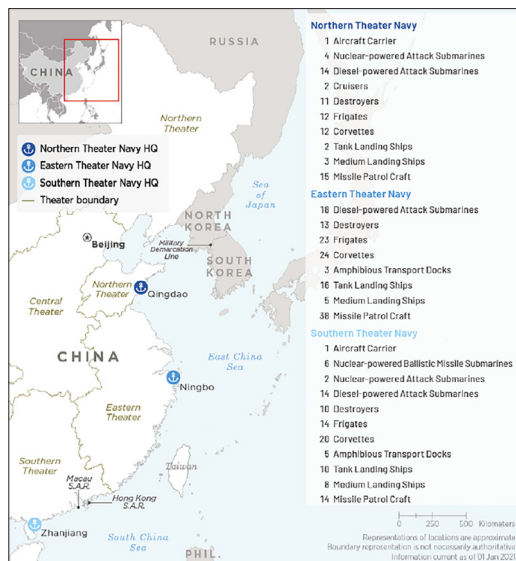 RUSSIA
CHINA
Northern
Theater
Northern Theater Navy HQ
Eastern Theater Navy HQ
Southern Theater Navy HQ
Theater boundary
Sea of
Japan
NORTH
KOREA
Beijing
Military
Demarcation
Line
SOUTH
KOREA
Northern
Theater
Qingdao
Central
Theater
CHINA
East China
Sea
Ningbo
Eastern
Theater
Southern
Theater
Taiwan
Macau
S.A.R.
Hong Kong
S.A.R.
Zhanjiang
South China
Sea
PHIL.
Northern Theater Navy
1 Aircraft Carrier
4 Nuclear-powered Attack Submarines
14 Diesel-powered Attack Submarines
2 Cruisers
11 Destroyers
12 Frigates
12 Corvettes
2 Tank Landing Ships
3 Medium Landing Ships
15 Missile Patrol Craft
Eastern Theater Navy
18 Diesel-powered Attack Submarines
13 Destroyers
23 Frigates
24 Corvettes
3 Amphibious Transport Docks
16 Tank Landing Ships
5 Medium Landing Ships
38 Missile Patrol Craft
Southern Theater Navy
1 Aircraft Carrier
6 Nuclear-powered Ballistic Missile Submarines
2 Nuclear-powered Attack Submarines
14 Diesel-powered Attack Submarines
10 Destroyers
14 Frigates
20 Corvettes
5 Amphibious Transport Docks
10 Tank Landing Ships
8 Medium Landing Ships
14 Missile Patrol Craft
0 250 500 Kilometers
Representations of locations are approximate
Boundary representation is not necessarily authoritative
Information current as of 01 Jan 2021